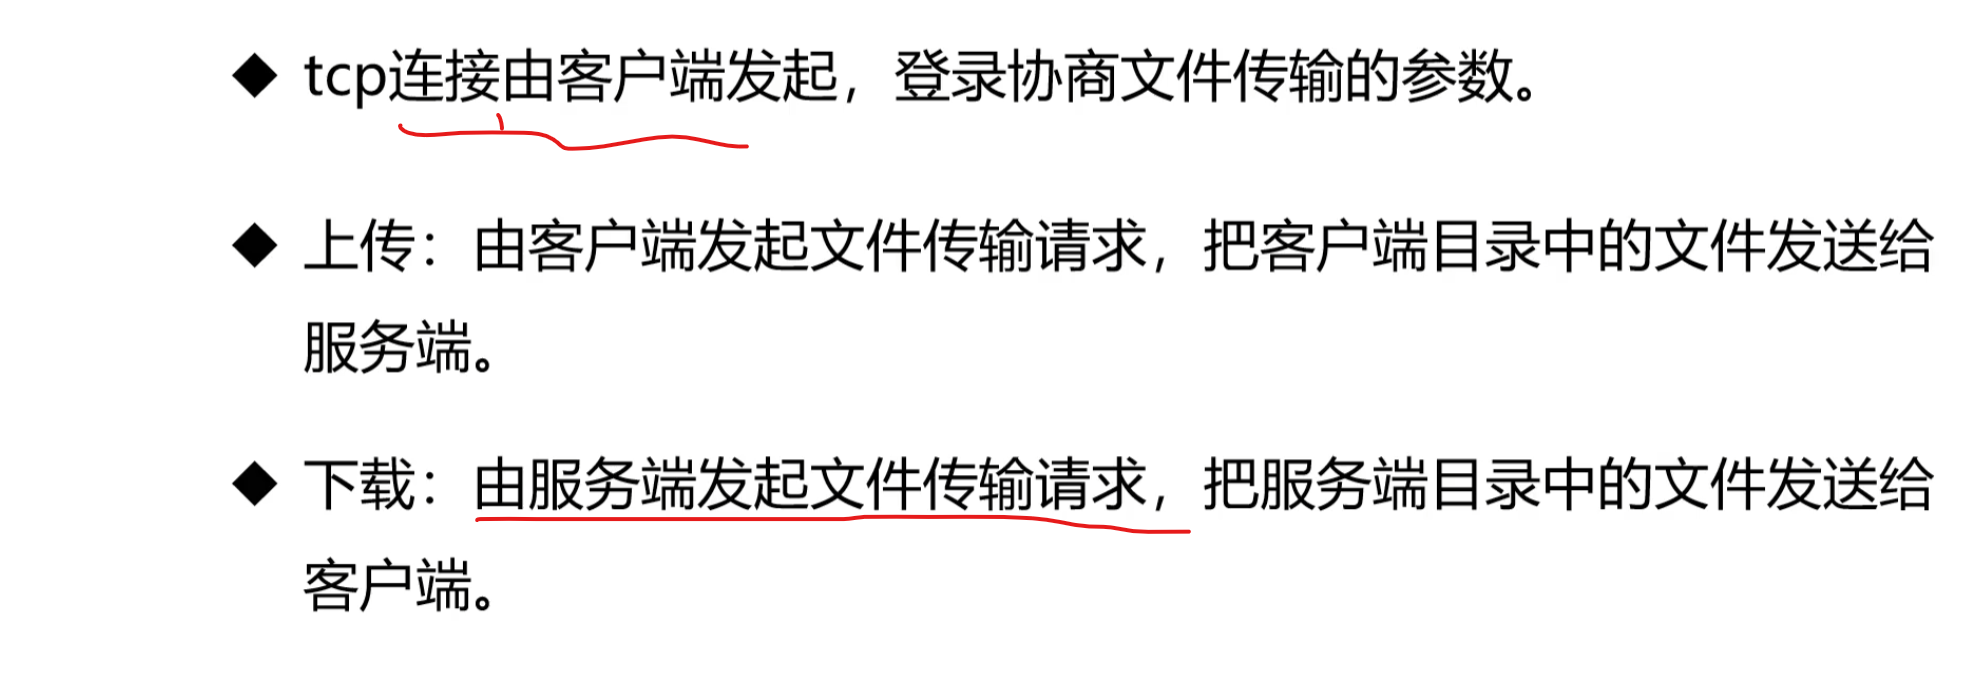 ◆ tcp连接由客户端发起，登录协商文件传输的参数。
◆ 上传：由客户端发起文件传输请求，把客户端目录中的文件发送给
服务端。
◆ 下载：由服务端发起文件传输请求，把服务端目录中的文件发送给
客户端。